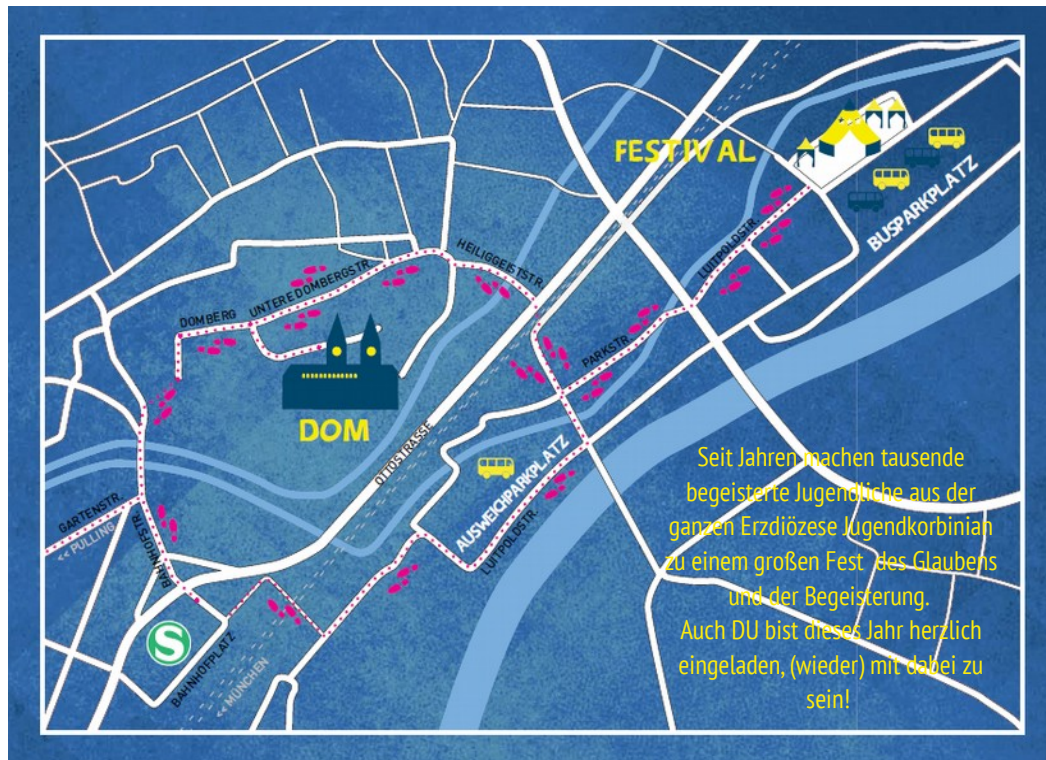 FESTIVAL
BUSPARKPLATZ
LUITPOLDSTR.
HEILIGGEISTSTR.
UNTERE DOMBERGSTR.
DOMBERG
PARKSTR.
DOM
OTTOSTRASSE
AUSWEICHPARKPLATZ
LUITPOLDSTR.
GARTENSTR.
<< PULLING
BAHNHOFSTR.
S
BAHNHOFPLATZ
<< MÜNCHEN
Seit Jahren machen tausende
begeisterte Jugendliche aus der
ganzen Erzdiözese Jugendkorbinian
zu einem großen Fest des Glaubens
und der Begeisterung.
Auch DU bist dieses Jahr herzlich
eingeladen, (wieder) mit dabei zu
sein!